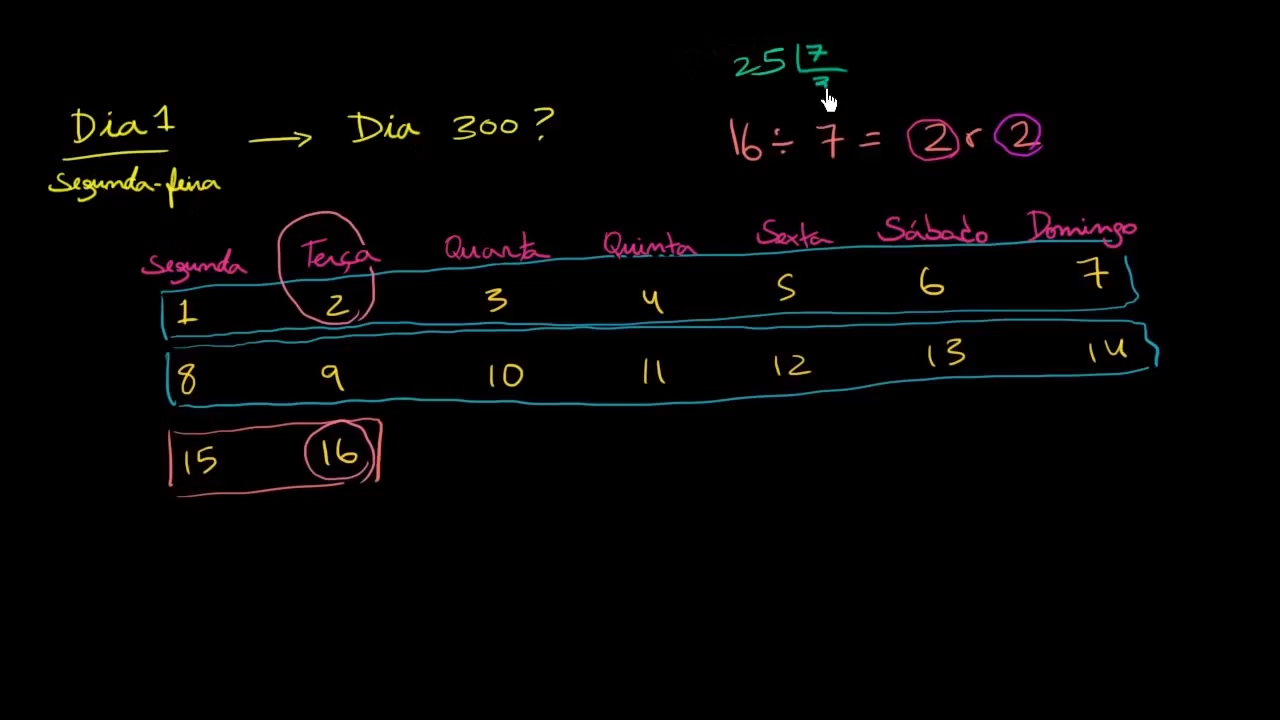 25 7
3
Dia 1 → Dia 300?
Segunda-feira
16 ÷ 7 = 2 r 2
Segunda Terça Quarta Quinta Sexta Sábado Domingo
1 2 3 4 5 6 7
8 9 10 11 12 13 14
15 16